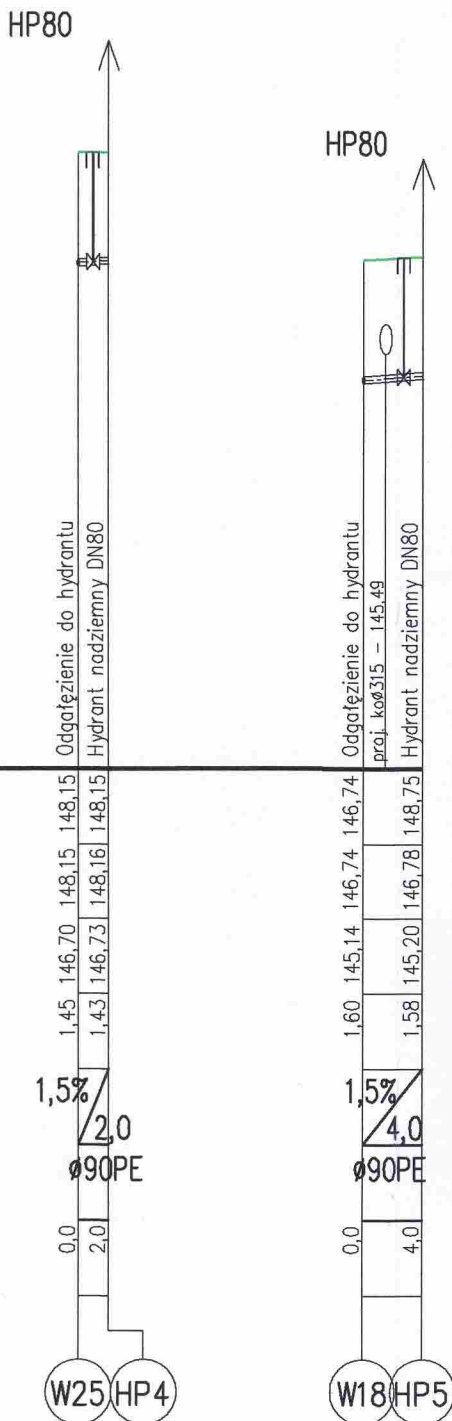 HP80
HP80
Odgałęzienie do hydrantu
Hydrant nadziemny DN80
Odgałęzienie do hydrantu
proj. koø315 - 145,49
Hydrant nadziemny DN80
148,15 148,15 146,74 148,75
148,15 148,16 146,74 146,78
146,70 146,73 145,14 145,20
1,45 1,43 1,60 1,58
1,5% 1,5%
2,0 4,0
ø90PE ø90PE
0,0 2,0 0,0 4,0
W25 HP4 W18 HP5